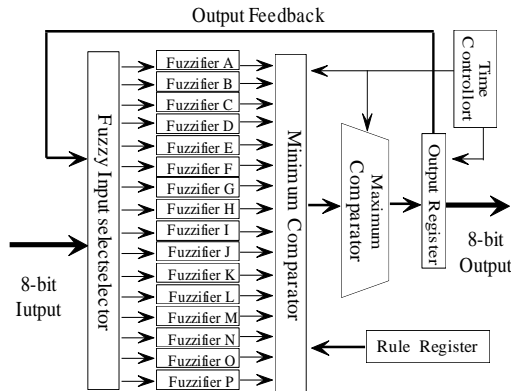 Output Feedback
Time
Controllort
Fuzzy Input selectselector
Fuzzifier A
Fuzzifier B
Fuzzifier C
Fuzzifier D
Fuzzifier E
Fuzzifier F
Fuzzifier G
Fuzzifier H
Fuzzifier I
Fuzzifier J
Fuzzifier K
Fuzzifier L
Fuzzifier M
Fuzzifier N
Fuzzifier O
Fuzzifier P
Minimum Comparator
Maximum
Comparator
Output Register
8-bit
Iutput
8-bit
Output
Rule Register